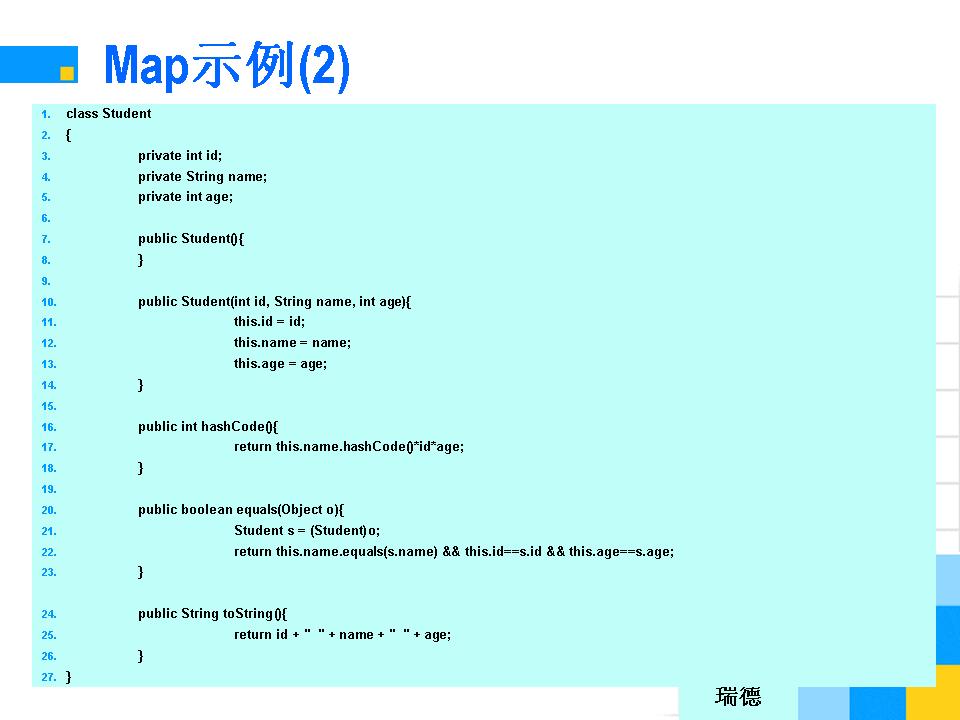 Map示例(2)
1. class Student
2. {
3. private int id;
4. private String name;
5. private int age;
6.
7. public Student(){
8. }
9.
10. public Student(int id, String name, int age){
11. this.id = id;
12. this.name = name;
13. this.age = age;
14. }
15.
16. public int hashCode(){
17. return this.name.hashCode()*id*age;
18. }
19.
20. public boolean equals(Object o){
21. Student s = (Student)o;
22. return this.name.equals(s.name) && this.id==s.id && this.age==s.age;
23. }
24. public String toString(){
25. return id + "  " + name + "  " + age;
26. }
27. }
瑞德